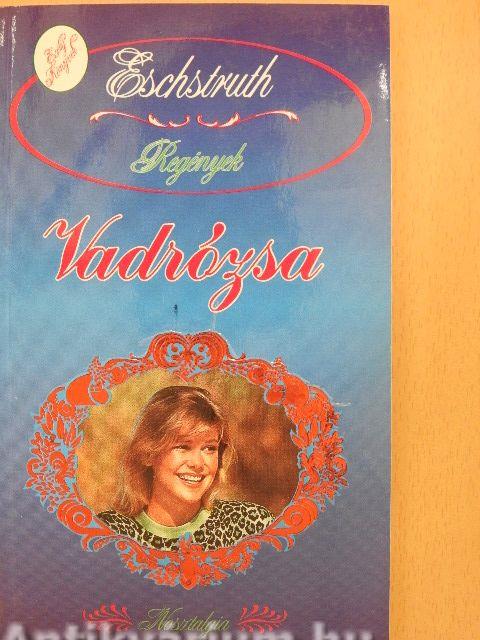 Eschstruth
Regények
Vadrózsa
Nosztalgia